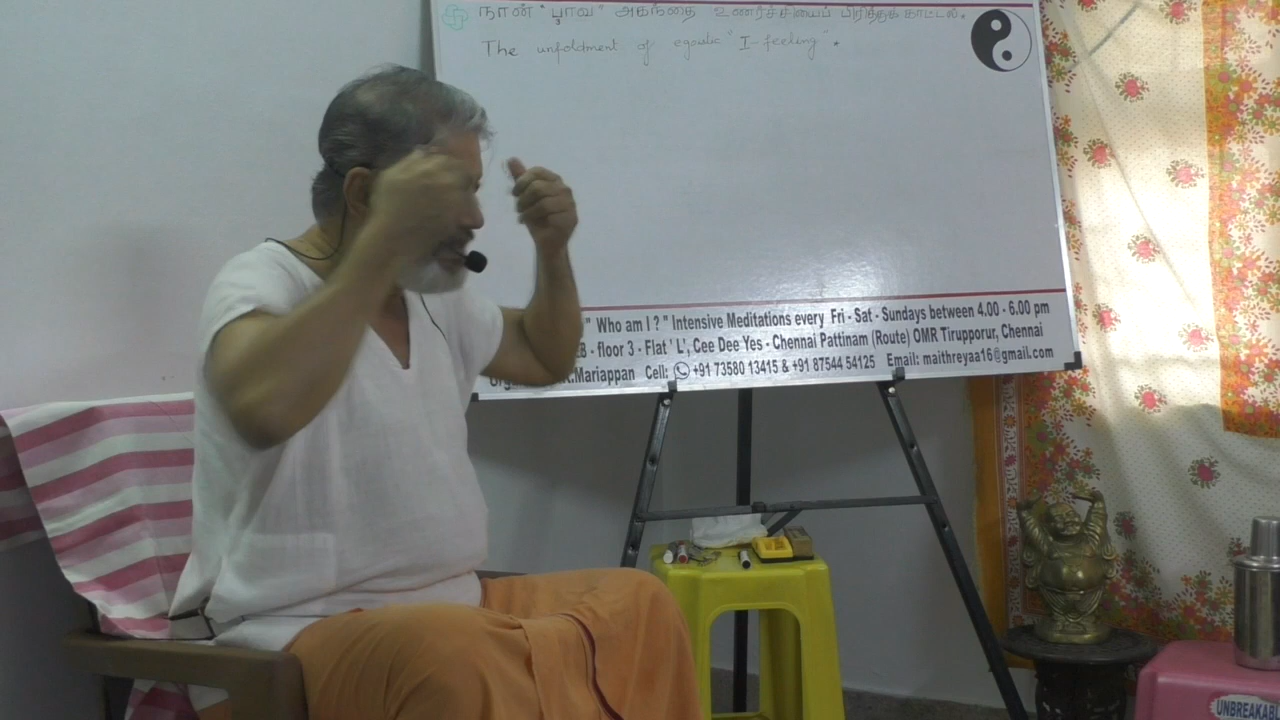 நான் "பாவ" அகந்தை உணர்ச்சியைப் பிரித்துக் காட்டல்.
The unfoldment of egoistic "I-feeling".
" Who am I ? " Intensive Meditations every Fri - Sat - Sundays between 4.00 - 6.00 pm
- floor 3 - Flat ' L', Cee Dee Yes - Chennai Pattinam (Route) OMR Tirupporur, Chennai
Mariappan Cell: +91 73580 13415 & +91 87544 54125 Email: maithreyaa16@gmail.com
UNBREAKABL